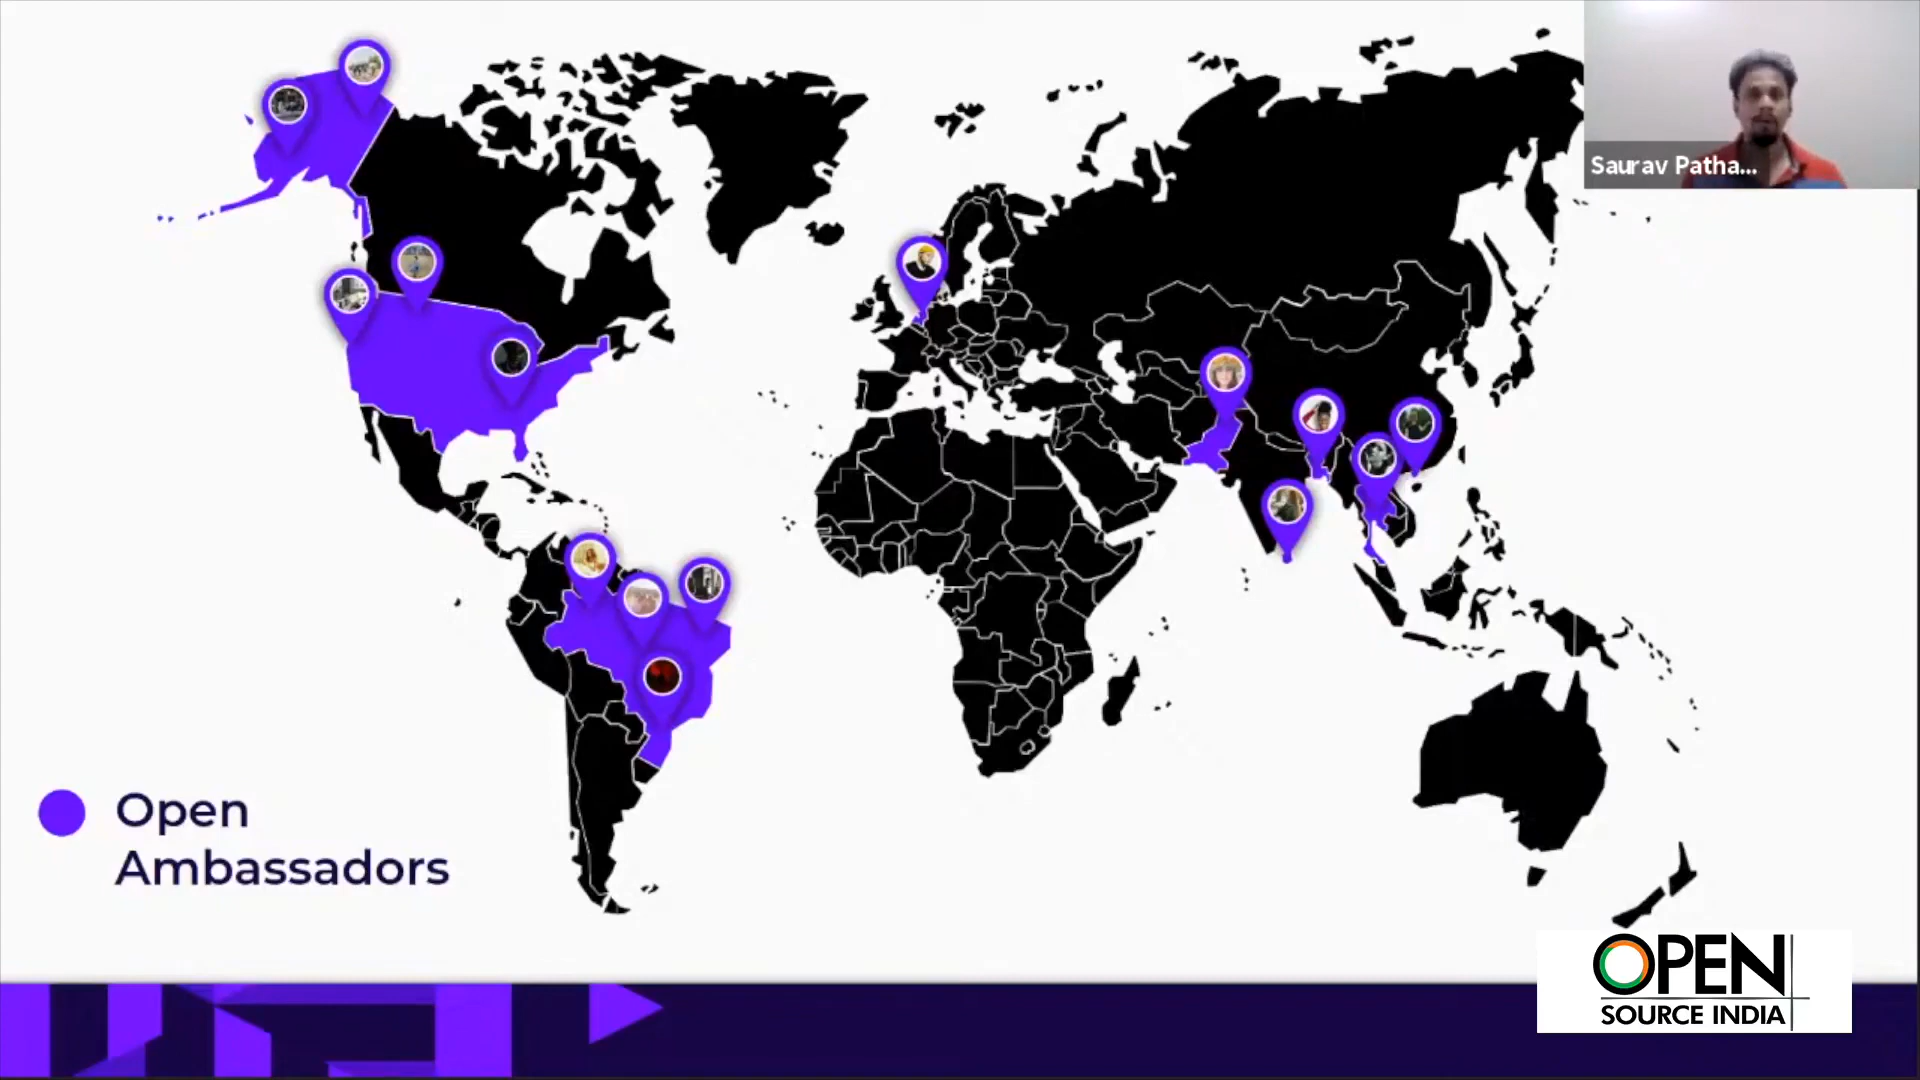 Saurav Patha...
Open
Ambassadors
OPEN
SOURCE INDIA